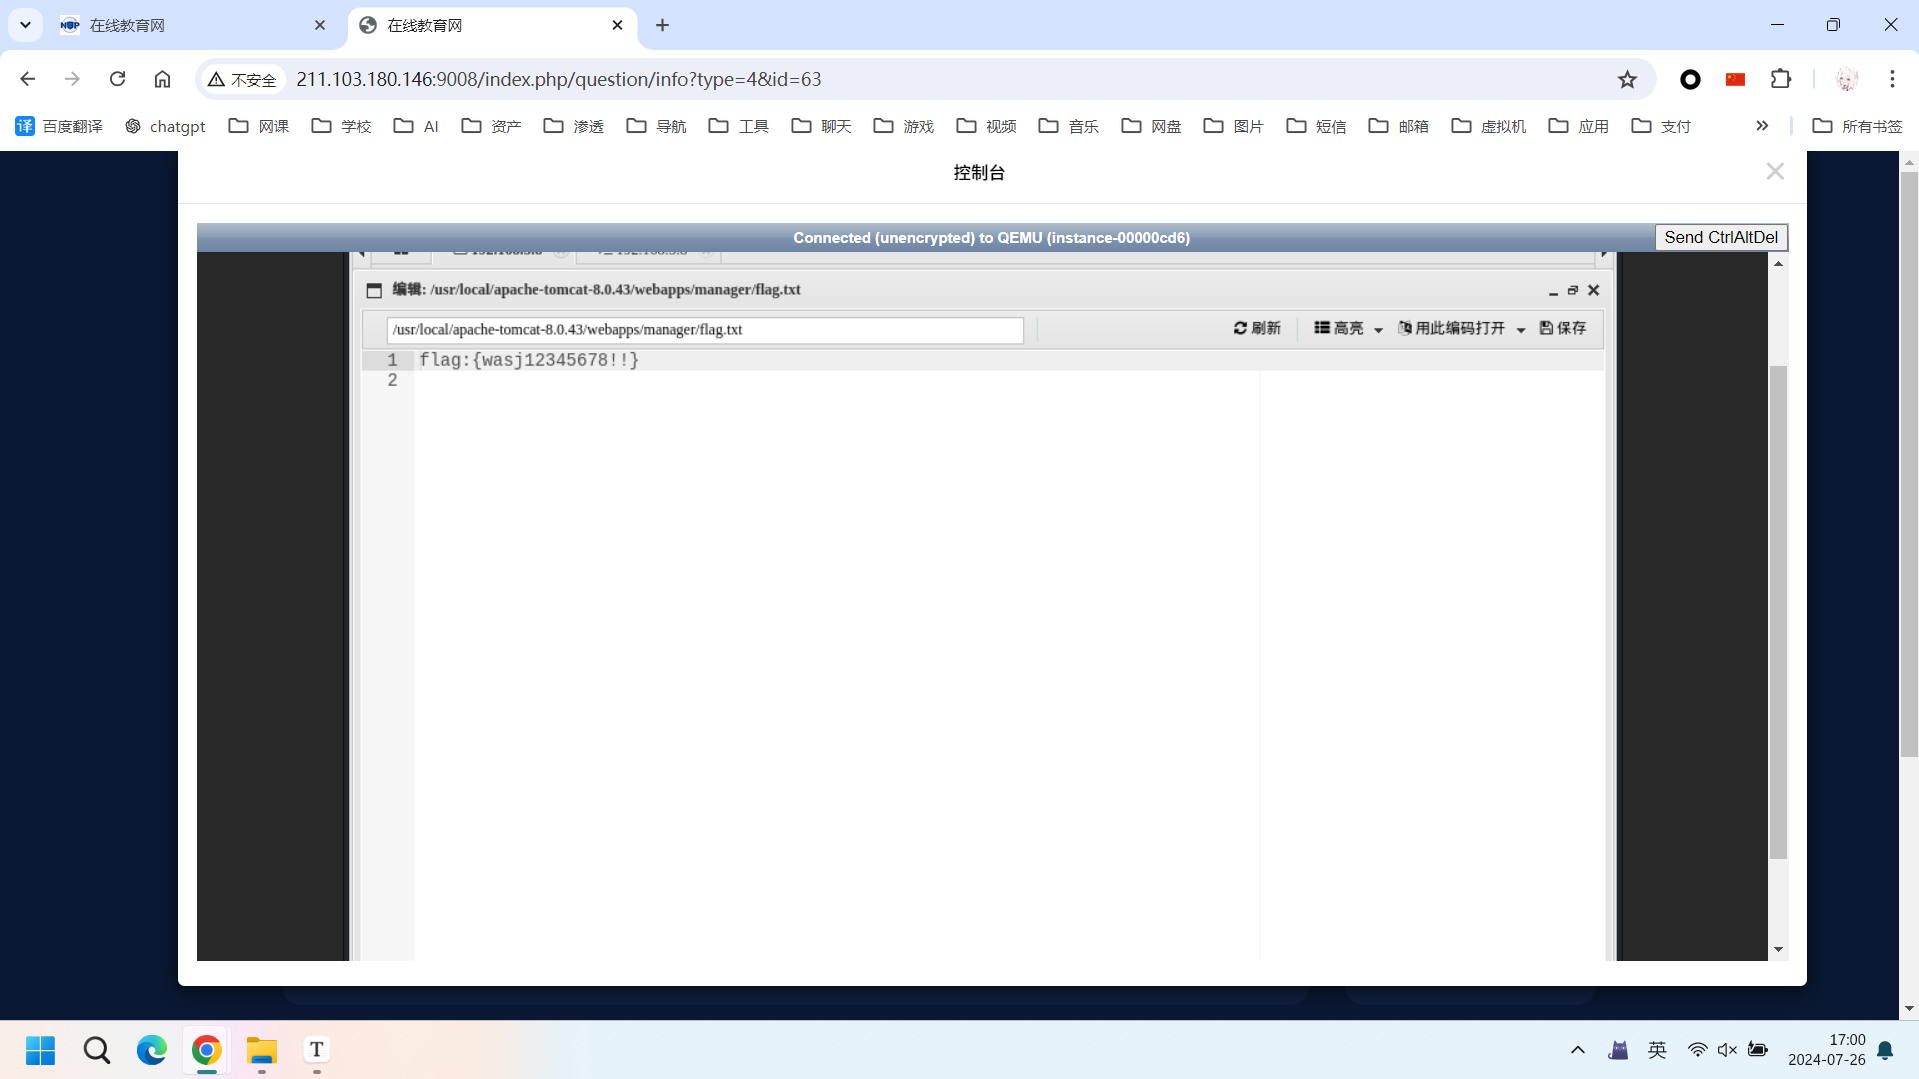 在线教育网
在线教育网
不安全
211.103.180.146:9008/index.php/question/info?type=4&id=63
百度翻译 chatgpt 网课 学校 AI 资产 渗透 导航 工具 聊天 游戏 视频 音乐 网盘 图片 短信 邮箱 虚拟机 应用 支付 所有书签
控制台
Connected (unencrypted) to QEMU (instance-00000cd6)
Send CtrlAltDel
编辑: /usr/local/apache-tomcat-8.0.43/webapps/manager/flag.txt
/usr/local/apache-tomcat-8.0.43/webapps/manager/flag.txt
刷新 高亮 用此编码打开 保存
1 flag:{wasj12345678!!}
2
英
17:00
2024-07-26